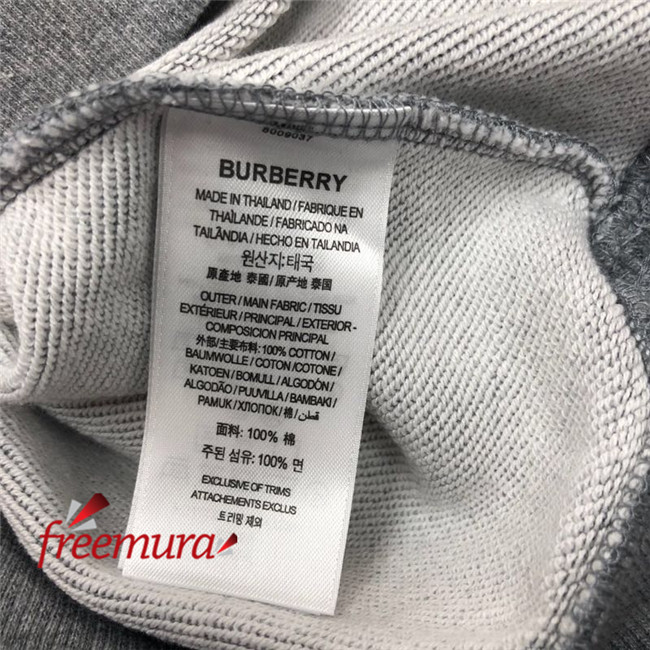 8009037
BURBERRY
MADE IN THAILAND / FABRIQUE EN
THAÏLANDE / FABRICADO NA
TAILÂNDIA / HECHO EN TAILANDIA
원산지:태국
原產地 泰國 / 原产地 泰国
OUTER / MAIN FABRIC / TISSU
EXTÉRIEUR / PRINCIPAL / EXTERIOR -
COMPOSICION PRINCIPAL
外部/主要布料: 100% COTTON /
BAUMWOLLE / COTON /COTONE /
KATOEN / BOMULL / ALGODÓN /
ALGODÃO / PUUVILLA / BAMBAKI /
PAMUK / ХЛОПОК / 棉 / قطن /
面料: 100% 棉
주된 섬유: 100% 면
EXCLUSIVE OF TRIMS
ATTACHEMENTS EXCLUS
트리밍 제외
freemura